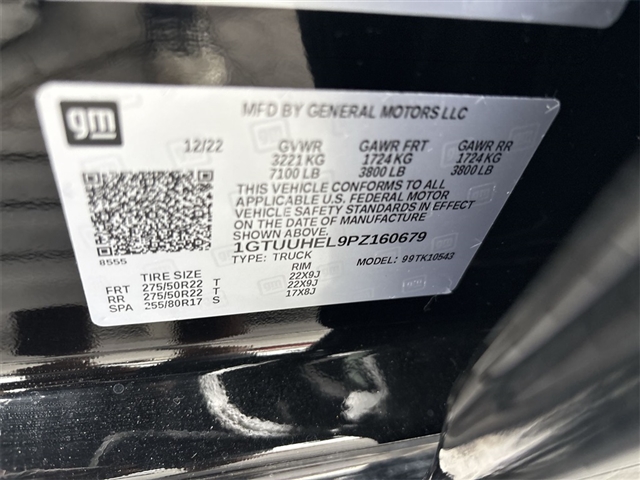 gm
MFD BY GENERAL MOTORS LLC
12/22 GVWR GAWR FRT GAWR RR
3221 KG 1724 KG 1724 KG
7100 LB 3800 LB 3800 LB
THIS VEHICLE CONFORMS TO ALL
APPLICABLE U.S. FEDERAL MOTOR
VEHICLE SAFETY STANDARDS IN EFFECT
ON THE DATE OF MANUFACTURE
SHOWN ABOVE.
1GTUUHEL9PZ160679
8555
TYPE: TRUCK MODEL: 99TK10543
TIRE SIZE RIM
FRT 275/50R22 T 22X9J
RR 275/50R22 T 22X9J
SPA 255/80R17 S 17X8J